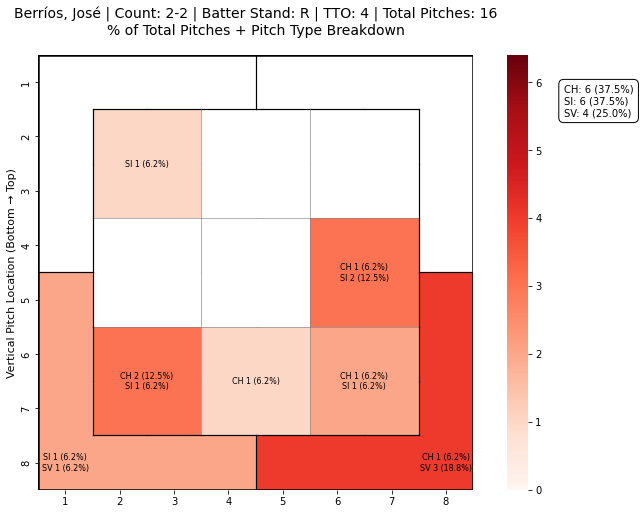 Berríos, José | Count: 2-2 | Batter Stand: R | TTO: 4 | Total Pitches: 16
% of Total Pitches + Pitch Type Breakdown
CH: 6 (37.5%)
SI: 6 (37.5%)
SV: 4 (25.0%)
Vertical Pitch Location (Bottom → Top)
1
2
3
4
5
6
7
8
SI 1 (6.2%)
CH 1 (6.2%)
SI 2 (12.5%)
CH 2 (12.5%)
SI 1 (6.2%)
CH 1 (6.2%)
CH 1 (6.2%)
SI 1 (6.2%)
SI 1 (6.2%)
SV 1 (6.2%)
CH 1 (6.2%)
SV 3 (18.8%)
1 2 3 4 5 6 7 8
6
5
4
3
2
1
0